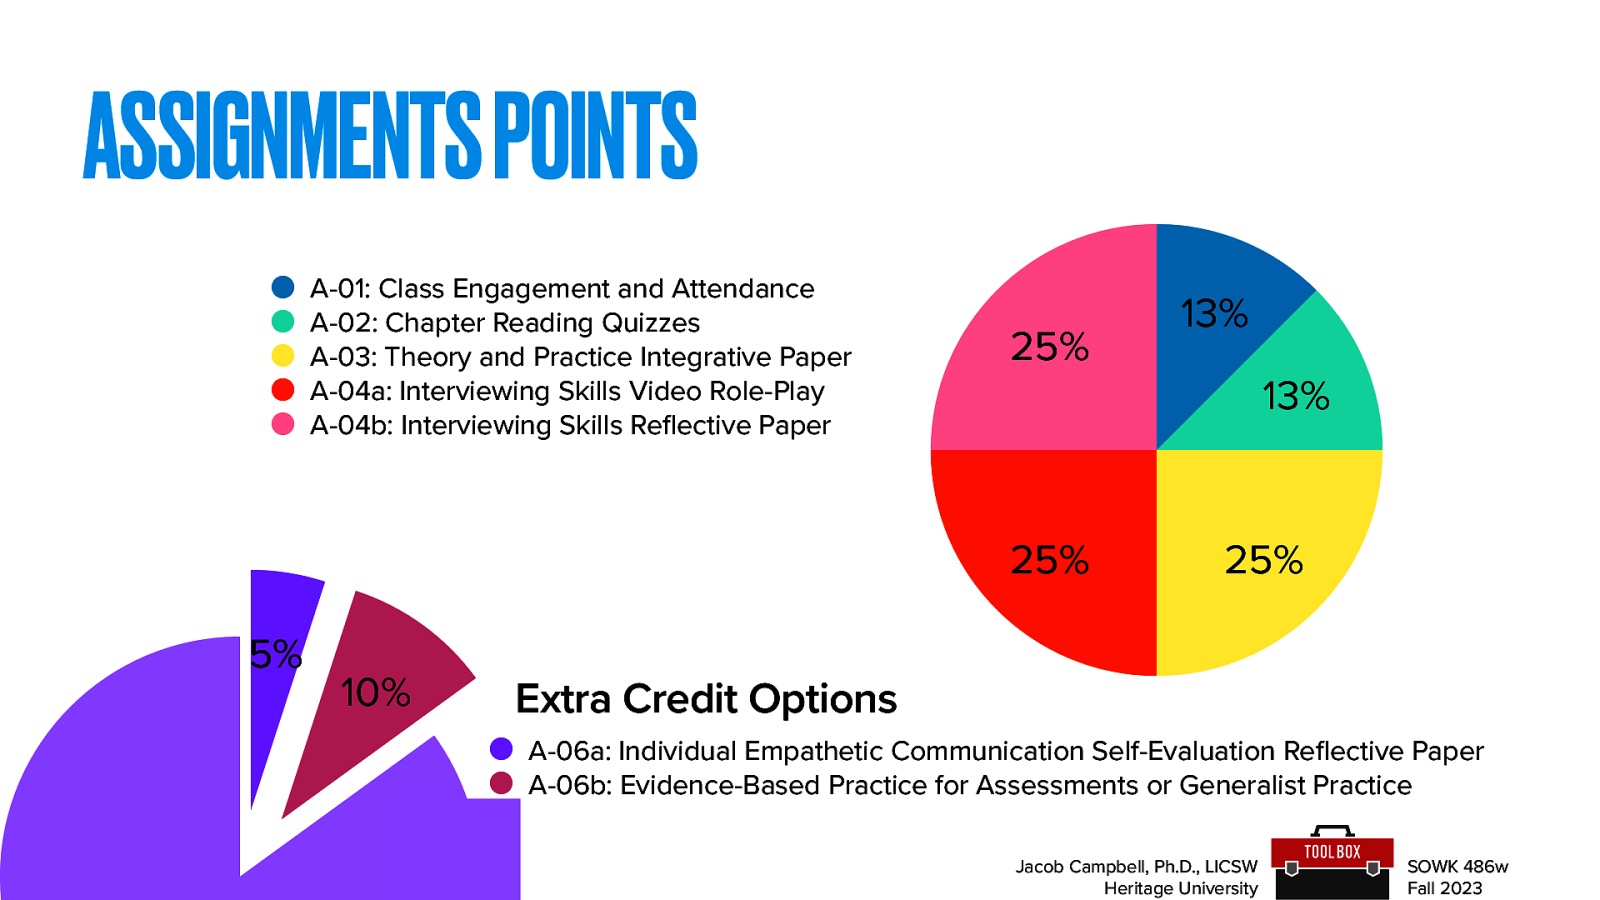 ASSIGNMENTS POINTS
A-01: Class Engagement and Attendance
A-02: Chapter Reading Quizzes
A-03: Theory and Practice Integrative Paper
A-04a: Interviewing Skills Video Role-Play
A-04b: Interviewing Skills Reflective Paper
13%
25%
13%
25%
25%
5%
10%
Extra Credit Options
A-06a: Individual Empathetic Communication Self-Evaluation Reflective Paper
A-06b: Evidence-Based Practice for Assessments or Generalist Practice
Jacob Campbell, Ph.D., LICSW
Heritage University
TOOLBOX
SOWK 486w
Fall 2023